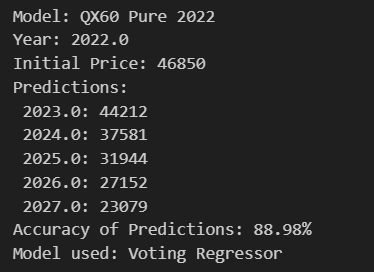 Model: QX60 Pure 2022
Year: 2022.0
Initial Price: 46850
Predictions:
2023.0: 44212
2024.0: 37581
2025.0: 31944
2026.0: 27152
2027.0: 23079
Accuracy of Predictions: 88.98%
Model used: Voting Regressor